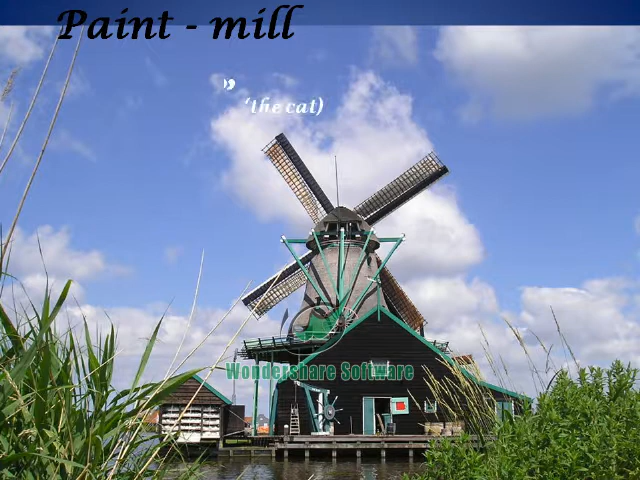 Paint - mill
”
‘the cat)
Wondershare Software